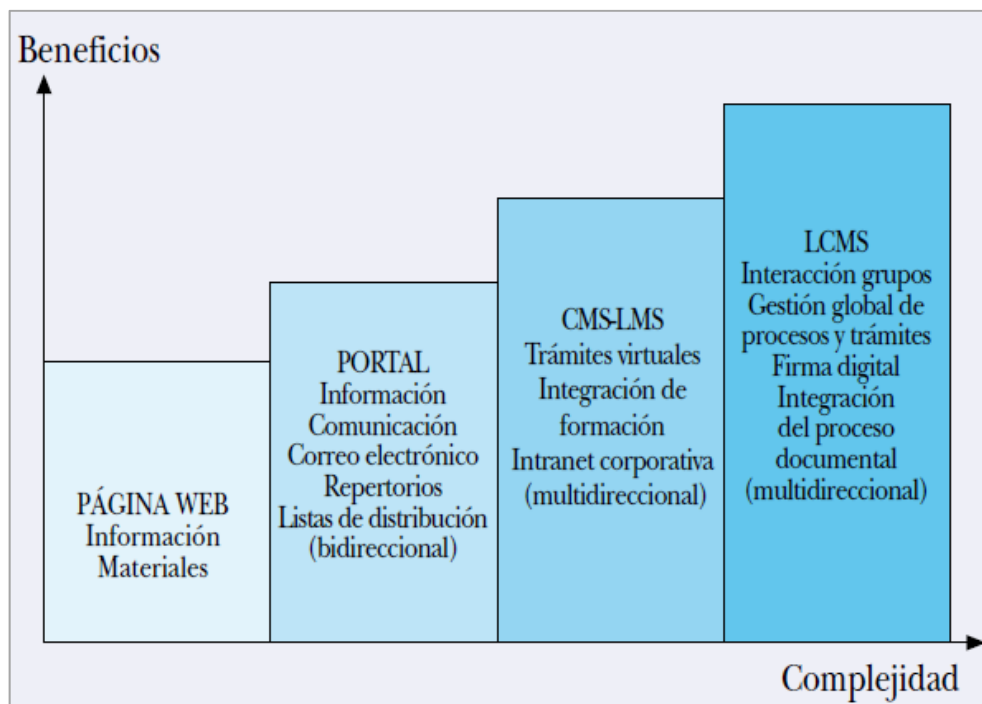 Beneficios
PÁGINA WEB
Información
Materiales
PORTAL
Información
Comunicación
Correo electrónico
Repertorios
Listas de distribución
(bidireccional)
CMS-LMS
Trámites virtuales
Integración de
formación
Intranet corporativa
(multidireccional)
LCMS
Interacción grupos
Gestión global de
procesos y trámites
Firma digital
Integración
del proceso
documental
(multidireccional)
Complejidad